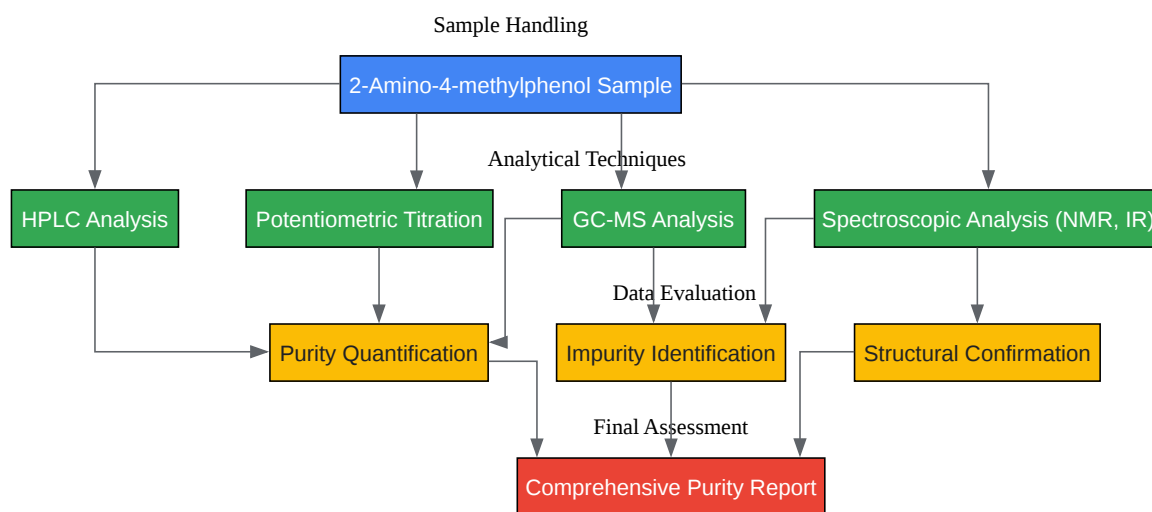 Sample Handling
2-Amino-4-methylphenol Sample
Analytical Techniques
HPLC Analysis
Potentiometric Titration
GC-MS Analysis
Spectroscopic Analysis (NMR, IR)
Data Evaluation
Purity Quantification
Impurity Identification
Structural Confirmation
Final Assessment
Comprehensive Purity Report